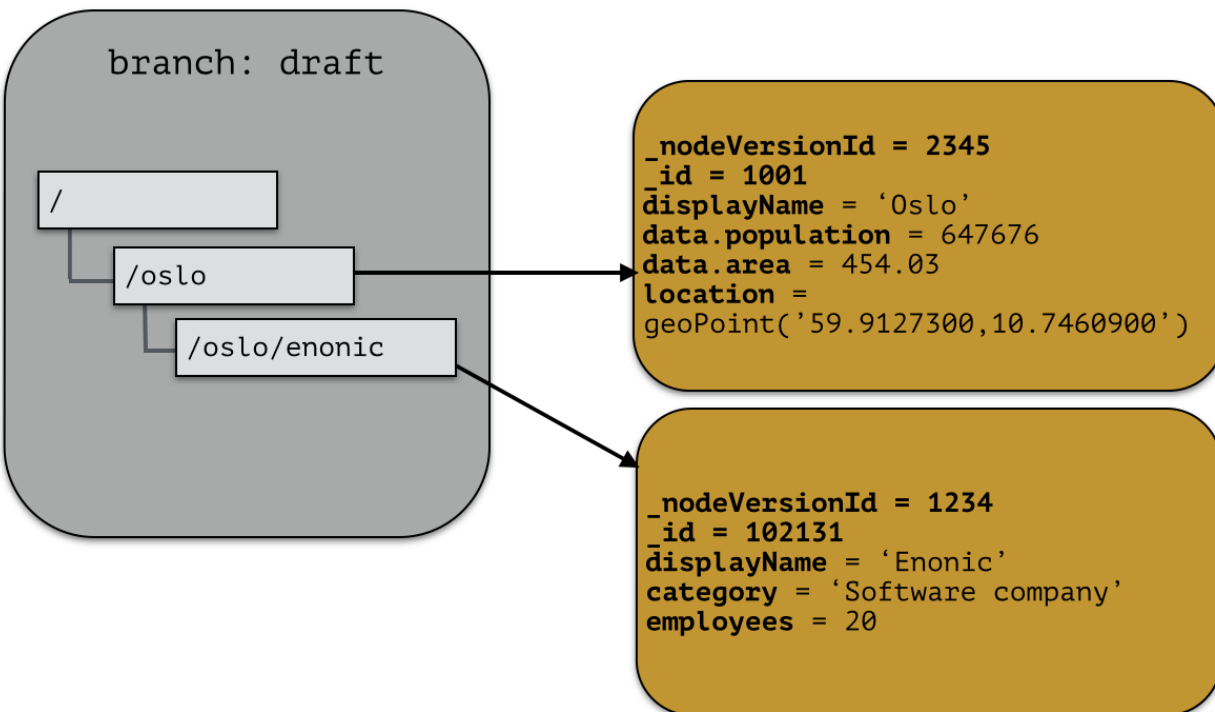 branch: draft
/
/oslo
/oslo/enonic
_nodeVersionId = 2345
_id = 1001
displayName = ‘Oslo’
data.population = 647676
data.area = 454.03
location =
geoPoint(’59.9127300,10.7460900’)
_nodeVersionId = 1234
_id = 102131
displayName = ‘Enonic’
category = ‘Software company’
employees = 20